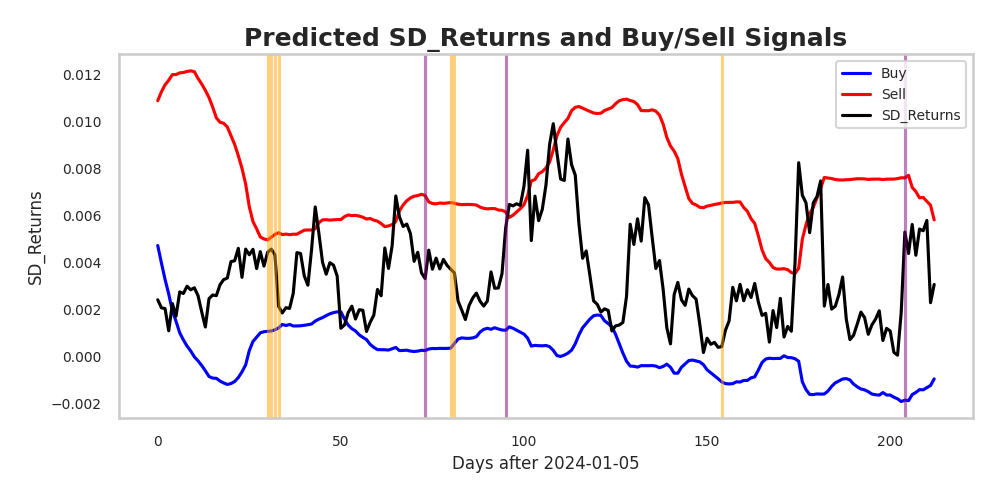 Predicted SD_Returns and Buy/Sell Signals
SD_Returns
0.012
0.010
0.008
0.006
0.004
0.002
0.000
−0.002
Buy
Sell
SD_Returns
0
50
100
150
200
Days after 2024-01-05